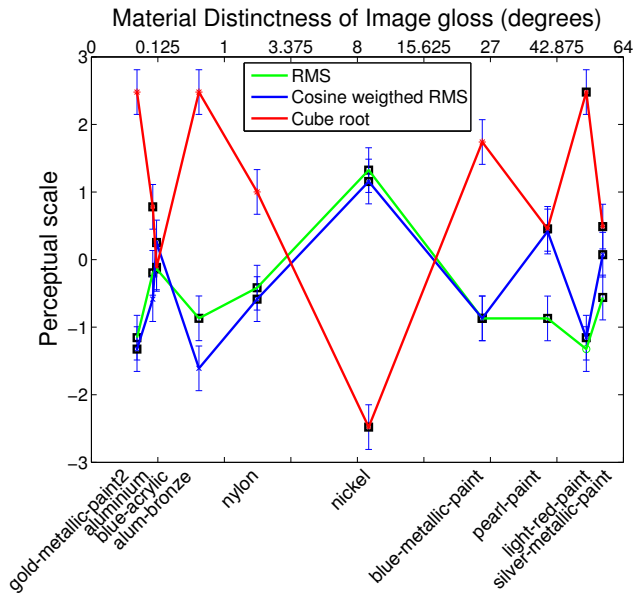 Material Distinctness of Image gloss (degrees)
0 0.125 1 3.375 8 15.625 27 42.875 64
RMS
Cosine weigthed RMS
Cube root
Perceptual scale
3
2
1
0
−1
−2
−3
gold-metallic-paint2
aluminium
blue-acrylic
alum-bronze
nylon
nickel
blue-metallic-paint
pearl-paint
light-red-paint
silver-metallic-paint